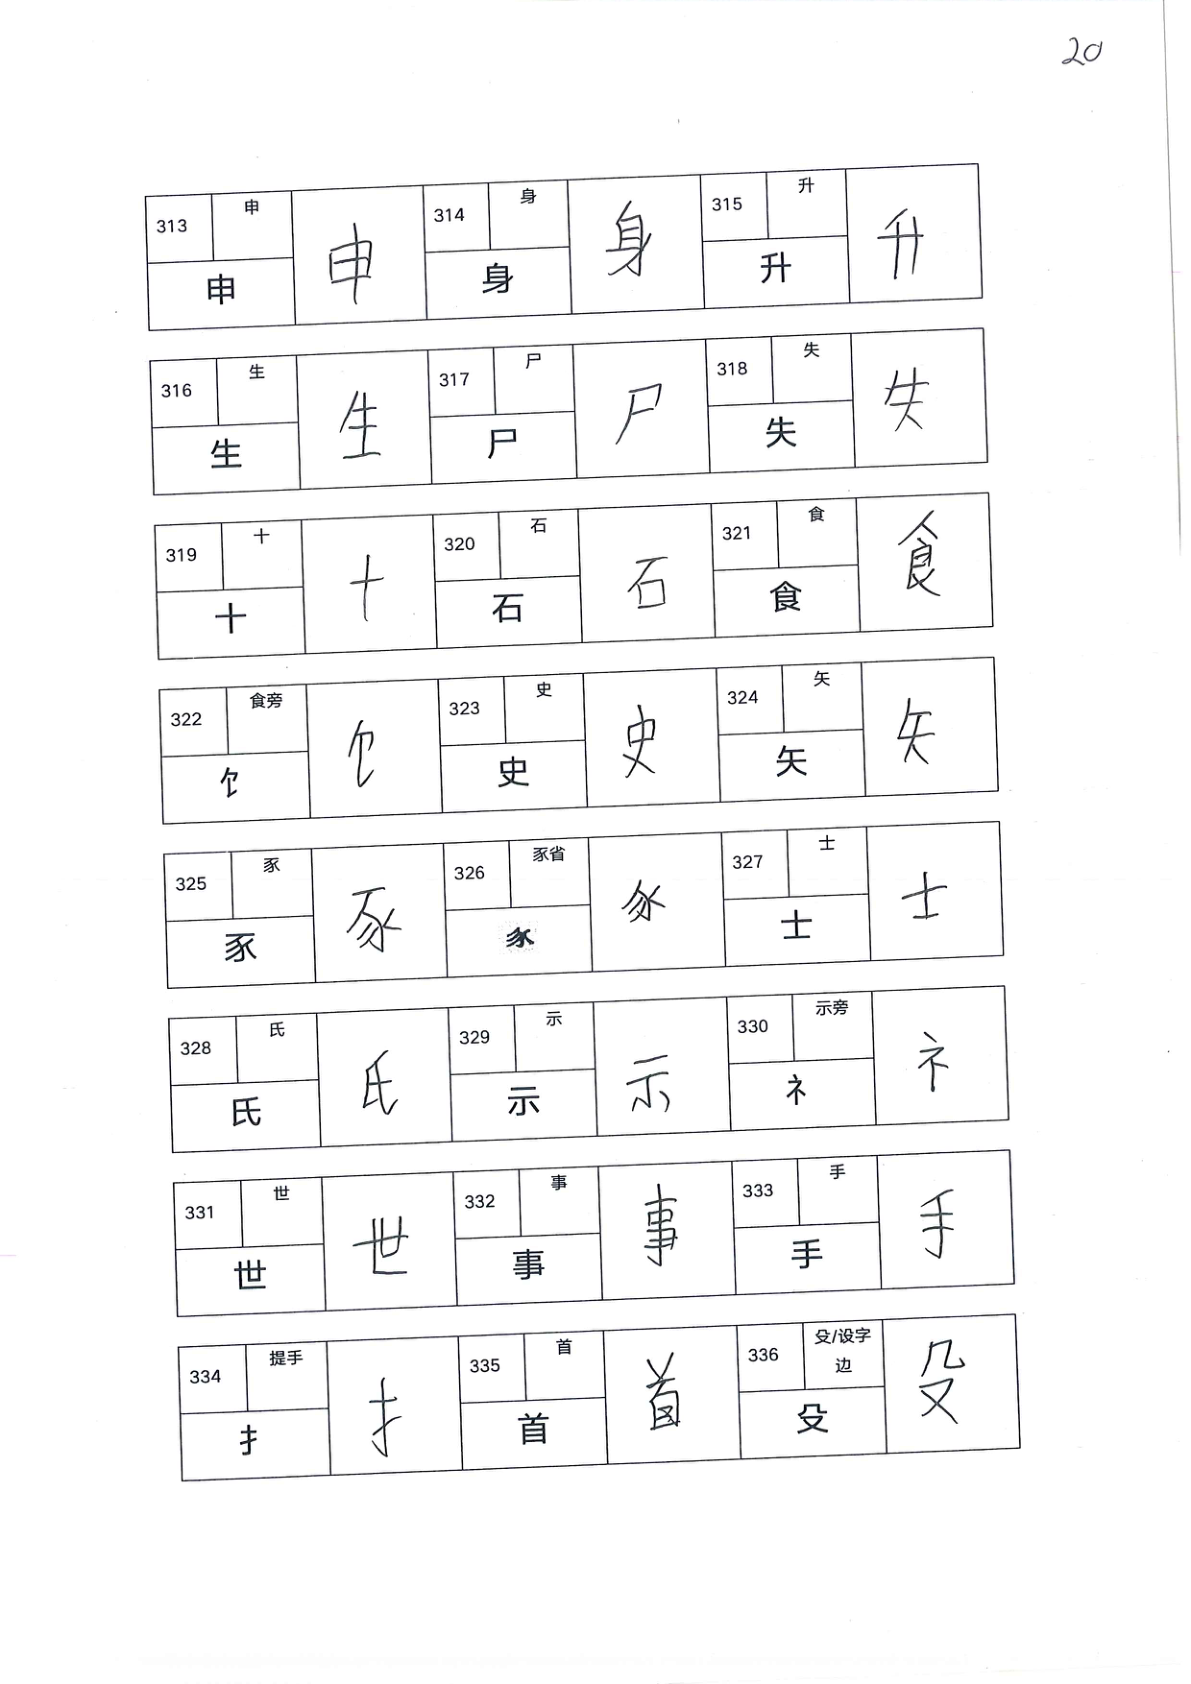 20
313 申 申 申 314 身 身 身 315 升 升 升
316 生 生 生 317 尸 尸 尸 318 失 失 失
319 十 十 十 320 石 石 石 321 食 食 食
322 食旁 饣 饣 323 史 史 史 324 矢 矢 矢
325 豕 豕 豕 326 豕省 𧰨 𧰨 327 士 士 士
328 氏 氏 氏 329 示 示 示 330 示旁 礻 礻
331 世 世 世 332 事 事 事 333 手 手 手
334 提手 扌 扌 335 首 首 首 336 殳/设字边 殳 殳